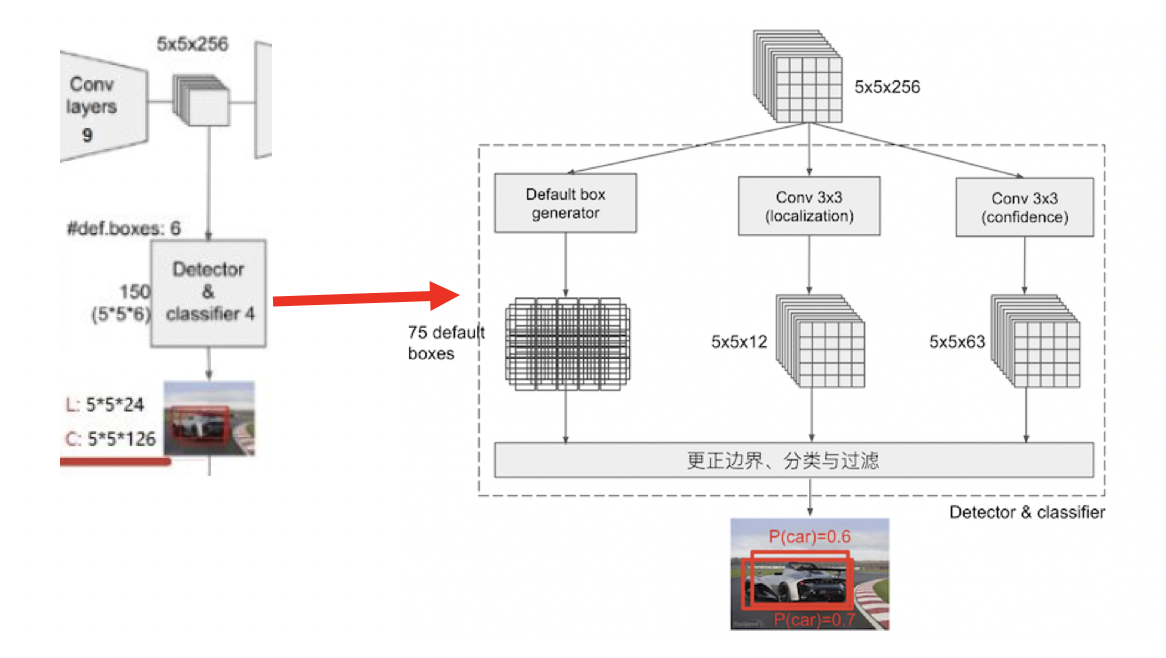 5x5x256
Conv
layers
9
#def.boxes: 6
Detector
&
classifier 4
150
(5*5*6)
L: 5*5*24
C: 5*5*126
5x5x256
Default box
generator
Conv 3x3
(localization)
Conv 3x3
(confidence)
75 default
boxes
5x5x12
5x5x63
更正边界、分类与过滤
Detector & classifier
P(car)=0.6
P(car)=0.7